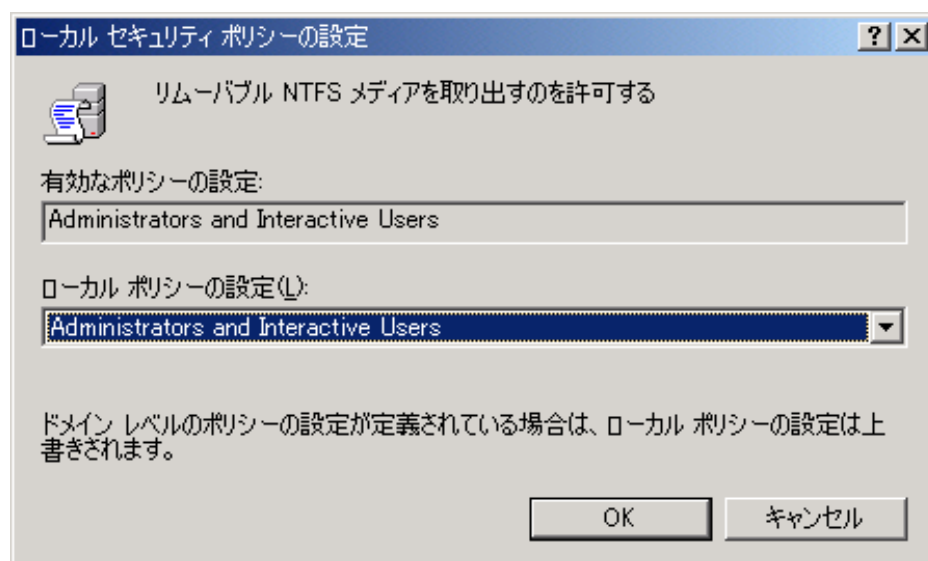 ローカル セキュリティ ポリシーの設定
リムーバブル NTFS メディアを取り出すのを許可する
有効なポリシーの設定:
Administrators and Interactive Users
ローカル ポリシーの設定(L):
Administrators and Interactive Users
ドメイン レベルのポリシーの設定が定義されている場合は、ローカル ポリシーの設定は上
書きされます。
OK キャンセル